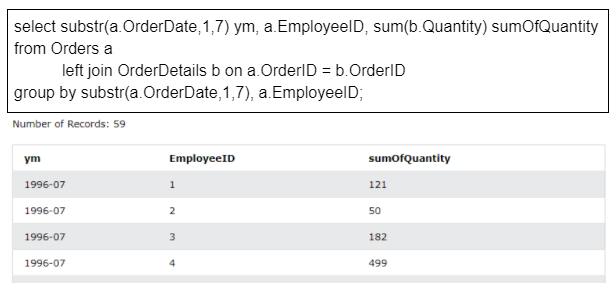 select substr(a.OrderDate,1,7) ym, a.EmployeeID, sum(b.Quantity) sumOfQuantity
from Orders a
left join OrderDetails b on a.OrderID = b.OrderID
group by substr(a.OrderDate,1,7), a.EmployeeID;
Number of Records: 59
ym EmployeeID sumOfQuantity
1996-07 1 121
1996-07 2 50
1996-07 3 182
1996-07 4 499